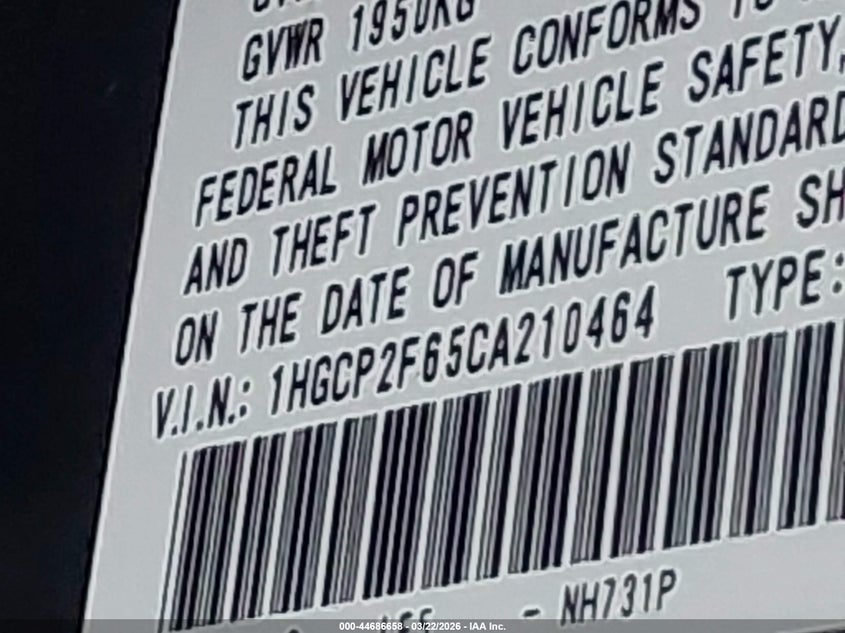 GVWR 1950KG
THIS VEHICLE CONFORMS TO
FEDERAL MOTOR VEHICLE SAFETY,
AND THEFT PREVENTION STANDARD
ON THE DATE OF MANUFACTURE SH
V.I.N.: 1HGCP2F65CA210464 TYPE:
- NH731P
000-44686658 - 03/22/2026 - IAA Inc.